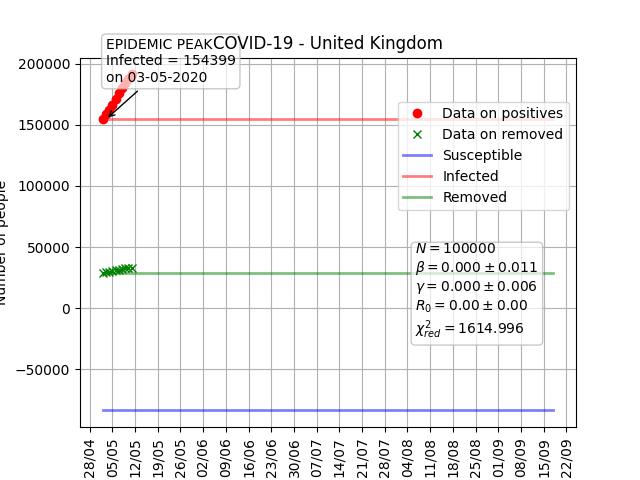 COVID-19 - United Kingdom
EPIDEMIC PEAK
Infected = 154399
on 03-05-2020
200000
150000
100000
50000
0
−50000
Number of people
Data on positives
Data on removed
Susceptible
Infected
Removed
N = 100000
β = 0.000 ± 0.011
γ = 0.000 ± 0.006
R₀ = 0.00 ± 0.00
χ²_red = 1614.996
28/04
05/05
12/05
19/05
26/05
02/06
09/06
16/06
23/06
30/06
07/07
14/07
21/07
28/07
04/08
11/08
18/08
25/08
01/09
08/09
15/09
22/09